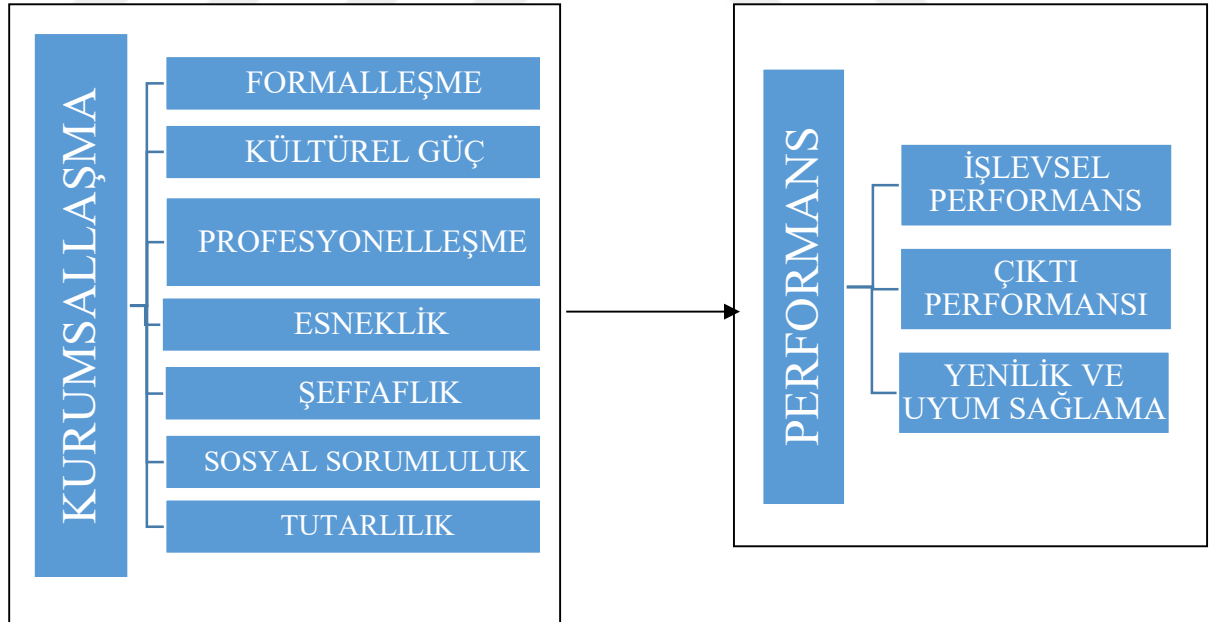 KURUMSALLAŞMA
FORMALLEŞME
KÜLTÜREL GÜÇ
PROFESYONELLEŞME
ESNEKLİK
ŞEFFAFLIK
SOSYAL SORUMLULUK
TUTARLILIK
PERFORMANS
İŞLEVSEL
PERFORMANS
ÇIKTI
PERFORMANSI
YENİLİK VE
UYUM SAĞLAMA